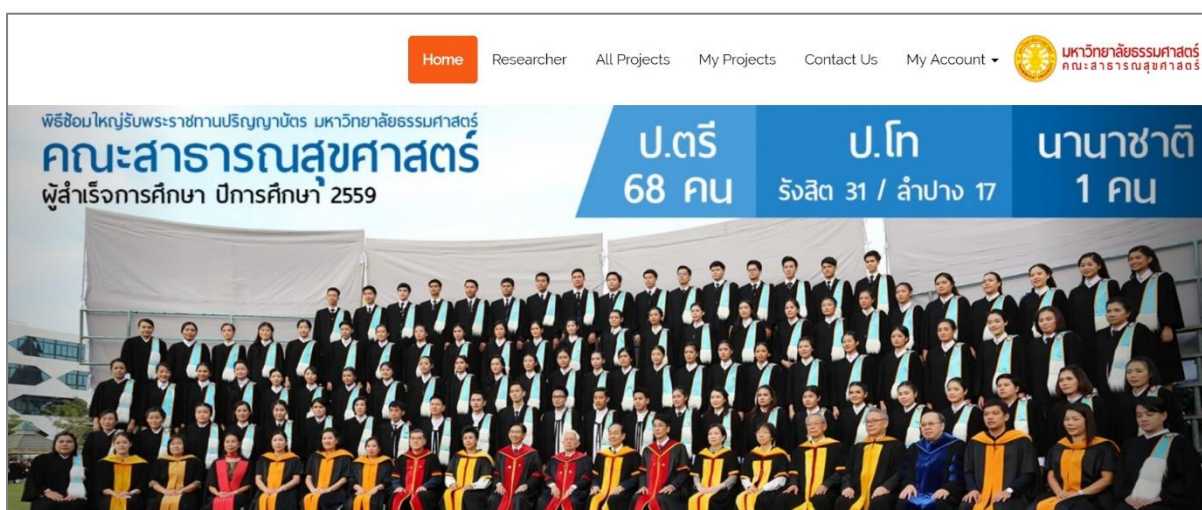 Home Researcher All Projects My Projects Contact Us My Account
มหาวิทยาลัยธรรมศาสตร์
คณะสาธารณสุขศาสตร์
พิธีซ้อมใหญ่รับพระราชทานปริญญาบัตร มหาวิทยาลัยธรรมศาสตร์
คณะสาธารณสุขศาสตร์
ผู้สำเร็จการศึกษา ปีการศึกษา 2559
ป.ตรี
68 คน
ป.โท
รังสิต 31 / ลำปาง 17
นานาชาติ
1 คน